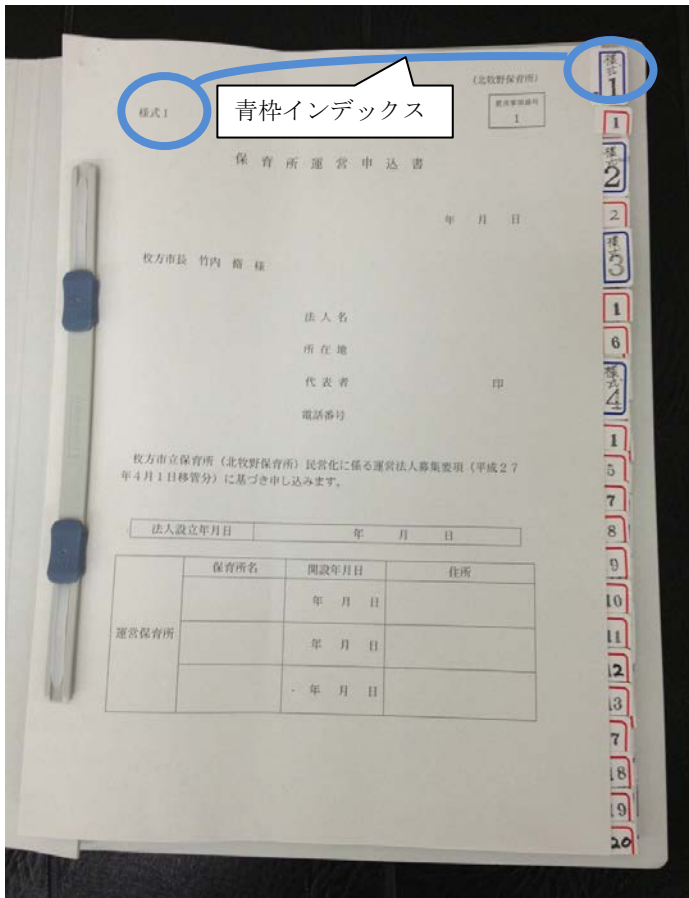 (北牧野保育所)
様式1
提出書類番号
1
青枠インデックス
保育所運営申込書
年 月 日
枚方市長 竹内 脩 様
法人名
所在地
代表者 印
電話番号
枚方市立保育所（北牧野保育所）民営化に係る運営法人募集要項（平成２７
年４月１日移管分）に基づき申し込みます。
法人設立年月日 年 月 日
保育所名 開設年月日 住所
運営保育所
年 月 日
年 月 日
年 月 日
様式
1
1
様式
2
2
様式
3
1
6
様式
4
1
5
7
8
9
10
11
12
13
17
18
19
20